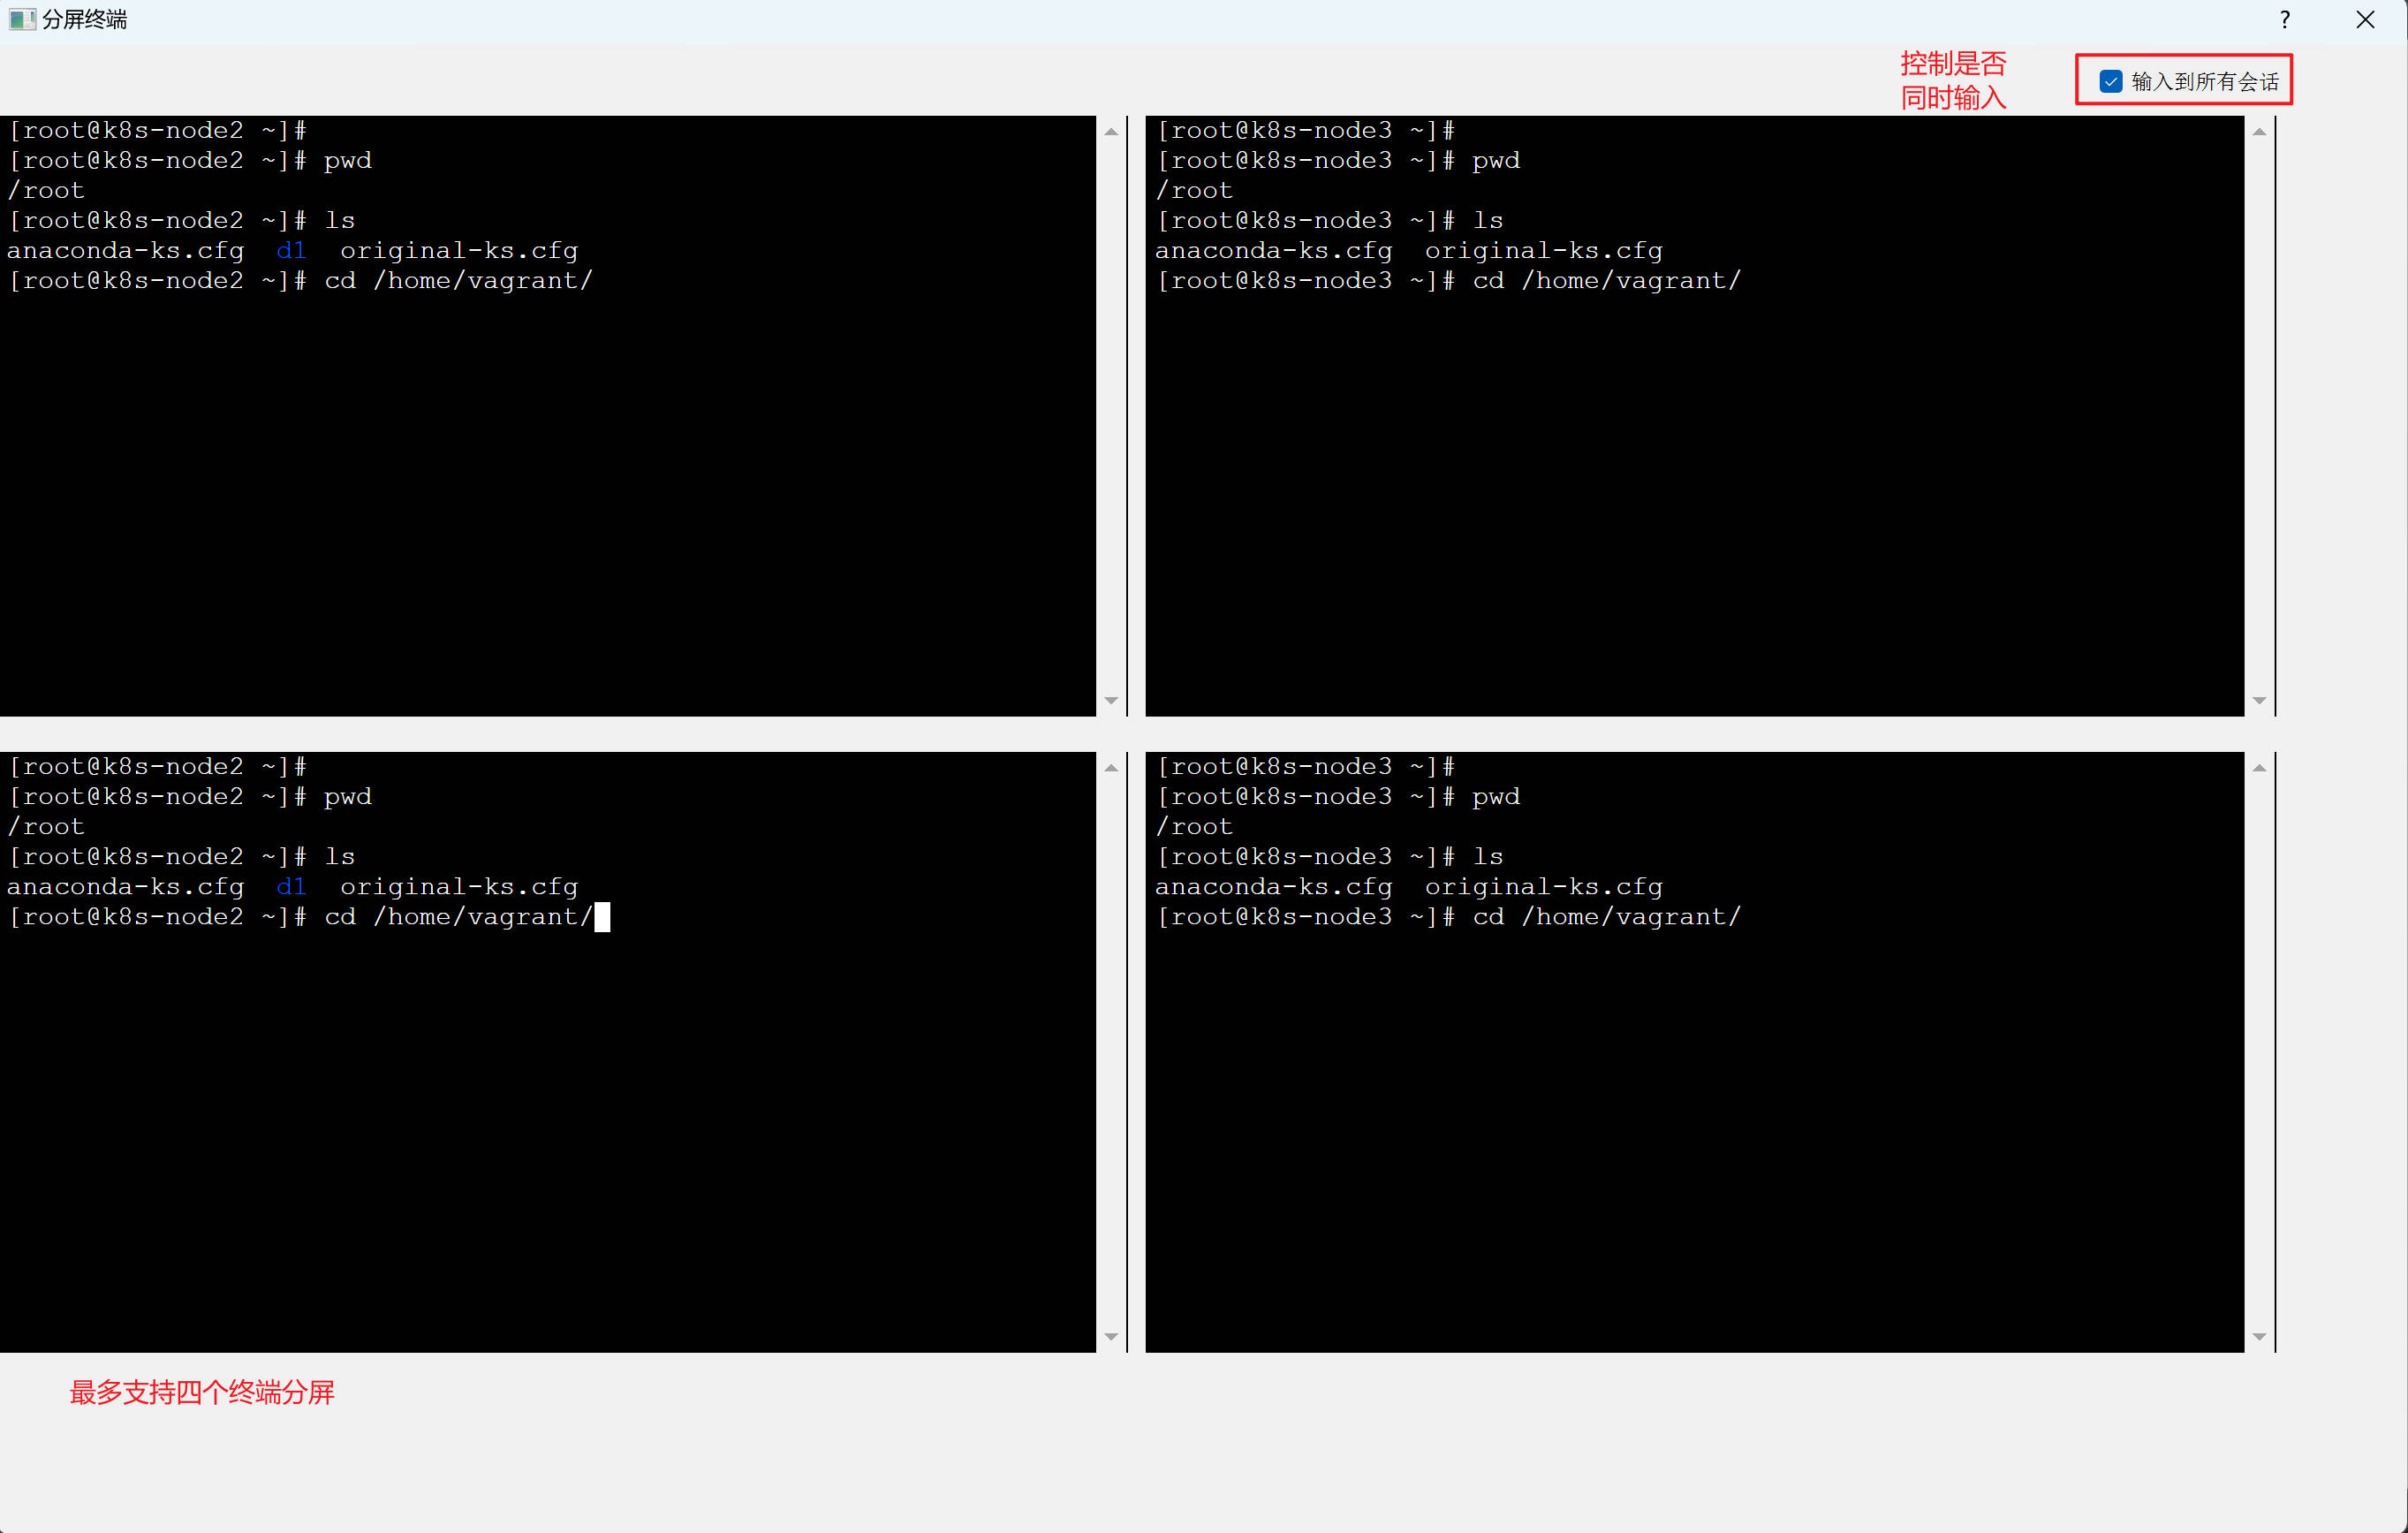 分屏终端
?
控制是否
同时输入
输入到所有会话
[root@k8s-node2 ~]#
[root@k8s-node2 ~]# pwd
/root
[root@k8s-node2 ~]# ls
anaconda-ks.cfg  d1  original-ks.cfg
[root@k8s-node2 ~]# cd /home/vagrant/
[root@k8s-node3 ~]#
[root@k8s-node3 ~]# pwd
/root
[root@k8s-node3 ~]# ls
anaconda-ks.cfg  original-ks.cfg
[root@k8s-node3 ~]# cd /home/vagrant/
[root@k8s-node2 ~]#
[root@k8s-node2 ~]# pwd
/root
[root@k8s-node2 ~]# ls
anaconda-ks.cfg  d1  original-ks.cfg
[root@k8s-node2 ~]# cd /home/vagrant/
[root@k8s-node3 ~]#
[root@k8s-node3 ~]# pwd
/root
[root@k8s-node3 ~]# ls
anaconda-ks.cfg  original-ks.cfg
[root@k8s-node3 ~]# cd /home/vagrant/
最多支持四个终端分屏